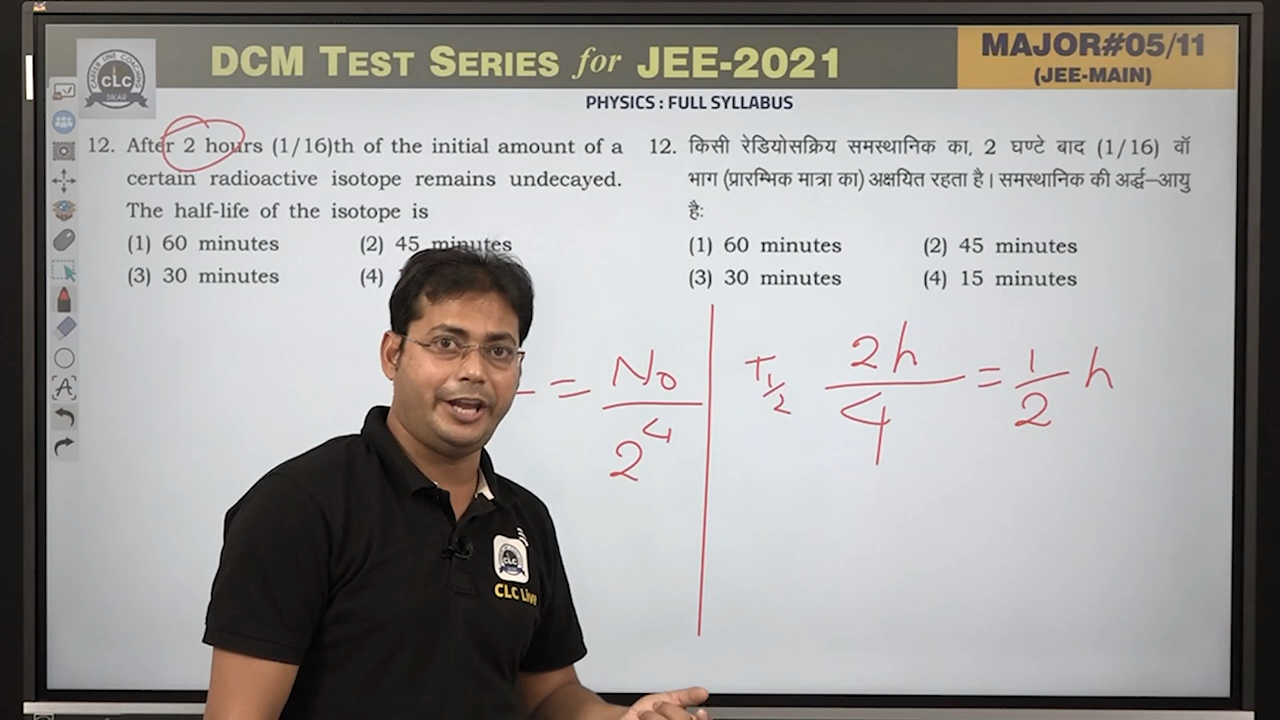 DCM TEST SERIES for JEE-2021
MAJOR#05/11
(JEE-MAIN)
CLC
SIKAR
PHYSICS : FULL SYLLABUS
12. After 2 hours (1/16)th of the initial amount of a
certain radioactive isotope remains undecayed.
The half-life of the isotope is
(1) 60 minutes (2) 45 minutes
(3) 30 minutes (4)
12. किसी रेडियोसक्रिय समस्थानिक का, 2 घण्टे बाद (1/16) वॉ
भाग (प्रारम्भिक मात्रा का) अक्षयित रहता है। समस्थानिक की अर्द्ध–आयु
है:
(1) 60 minutes (2) 45 minutes
(3) 30 minutes (4) 15 minutes
= N₀ / 2⁴
T1/2 2h / 4 = 1/2 h
CLC
CLC Live